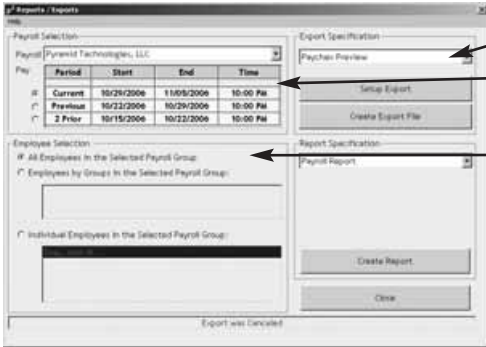 p² Reports / Exports
Help
Payroll Selection
Payroll Pyramid Technologies, LLC
Pay
Period Start End Time
Current 10/29/2006 11/05/2006 10:00 PM
Previous 10/22/2006 10/29/2006 10:00 PM
2 Prior 10/15/2006 10/22/2006 10:00 PM
Export Specification
Paychex Preview
Setup Export
Create Export File
Employee Selection
All Employees in the Selected Payroll Group:
Employees by Groups in the Selected Payroll Group:
Individual Employees in the Selected Payroll Group:
Report Specification
Payroll Report
Create Report
Close
Export was Canceled